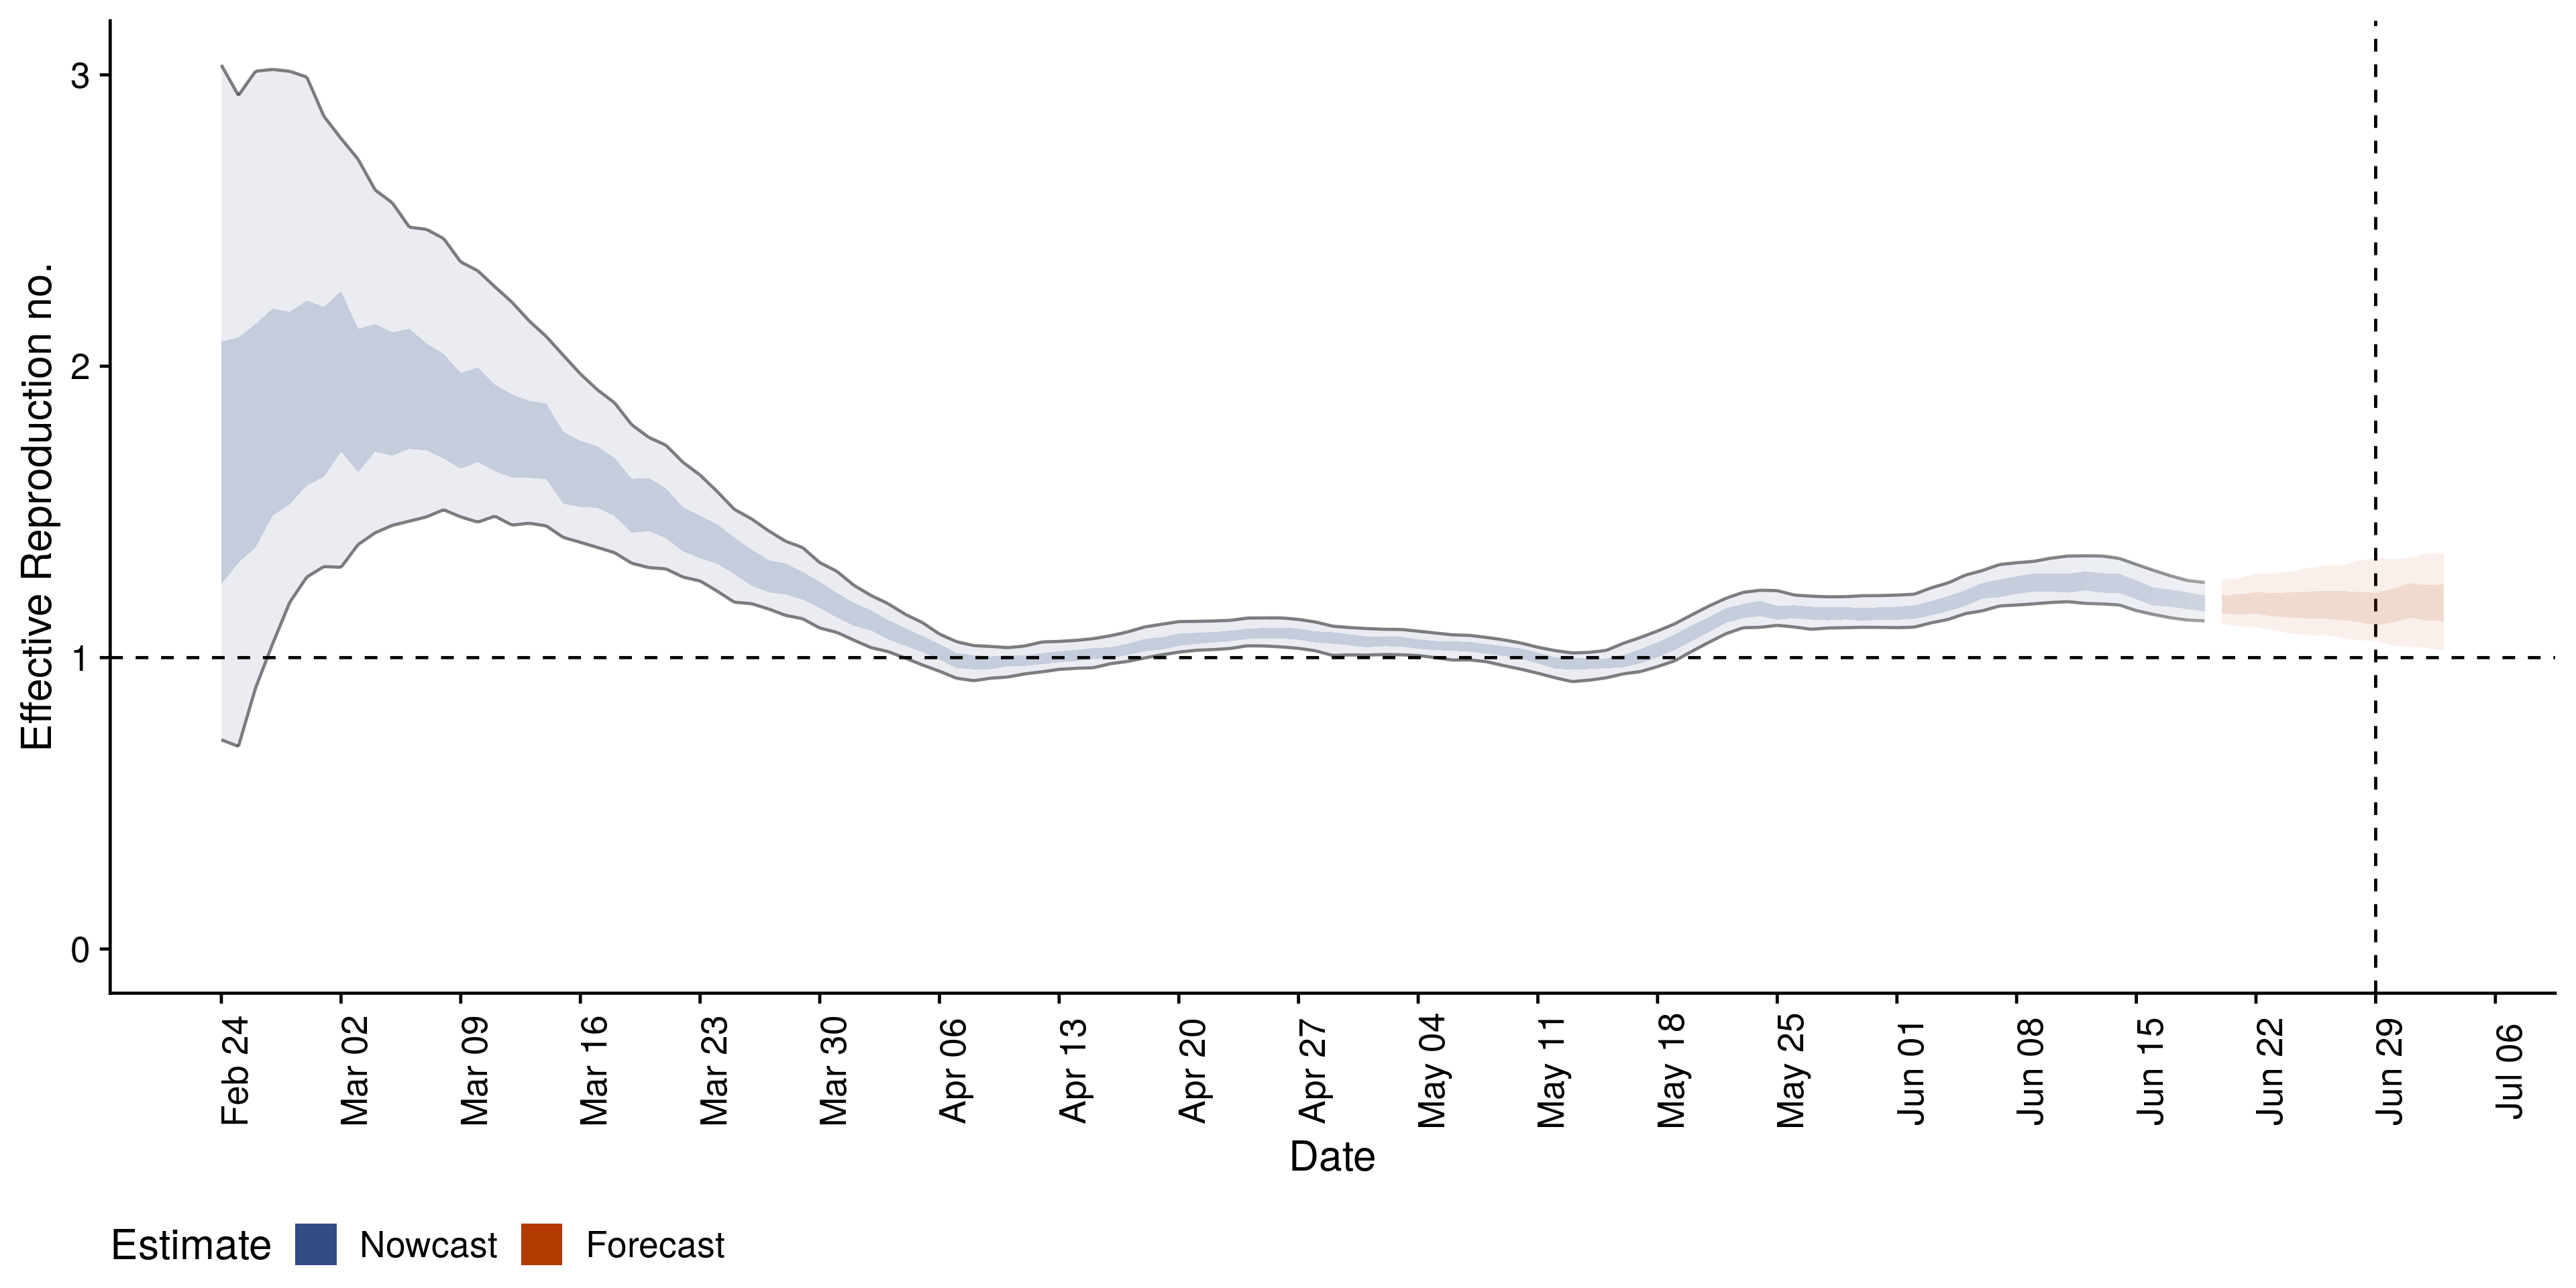 Effective Reproduction no.
3
2
1
0
Feb 24
Mar 02
Mar 09
Mar 16
Mar 23
Mar 30
Apr 06
Apr 13
Apr 20
Apr 27
May 04
May 11
May 18
May 25
Jun 01
Jun 08
Jun 15
Jun 22
Jun 29
Jul 06
Date
Estimate Nowcast Forecast